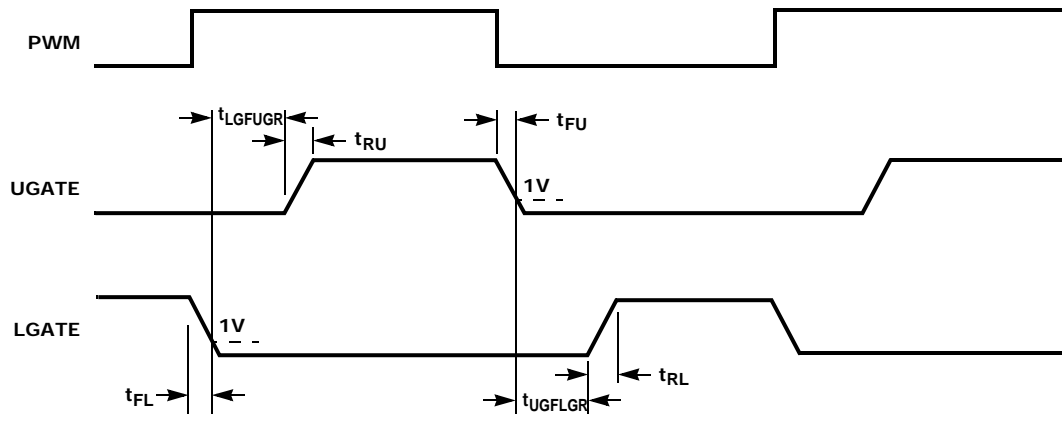 PWM
tLGFUGR
tFU
tRU
UGATE
1V
LGATE
1V
tFL
tRL
tUGFLGR